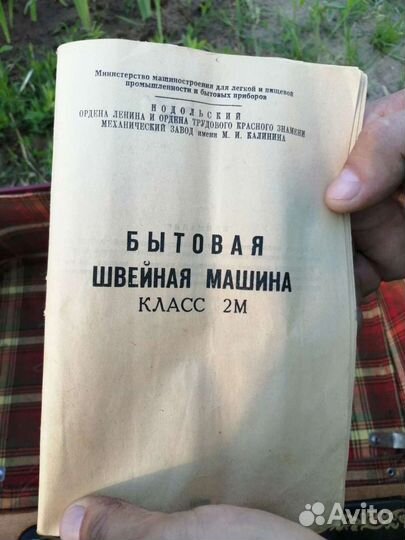 Министерство машиностроения для легкой и пищевой
промышленности и бытовых приборов
ПОДОЛЬСКИЙ
ОРДЕНА ЛЕНИНА И ОРДЕНА ТРУДОВОГО КРАСНОГО ЗНАМЕНИ
МЕХАНИЧЕСКИЙ ЗАВОД имени М. И. КАЛИНИНА
БЫТОВАЯ
ШВЕЙНАЯ МАШИНА
КЛАСС 2М
Avito